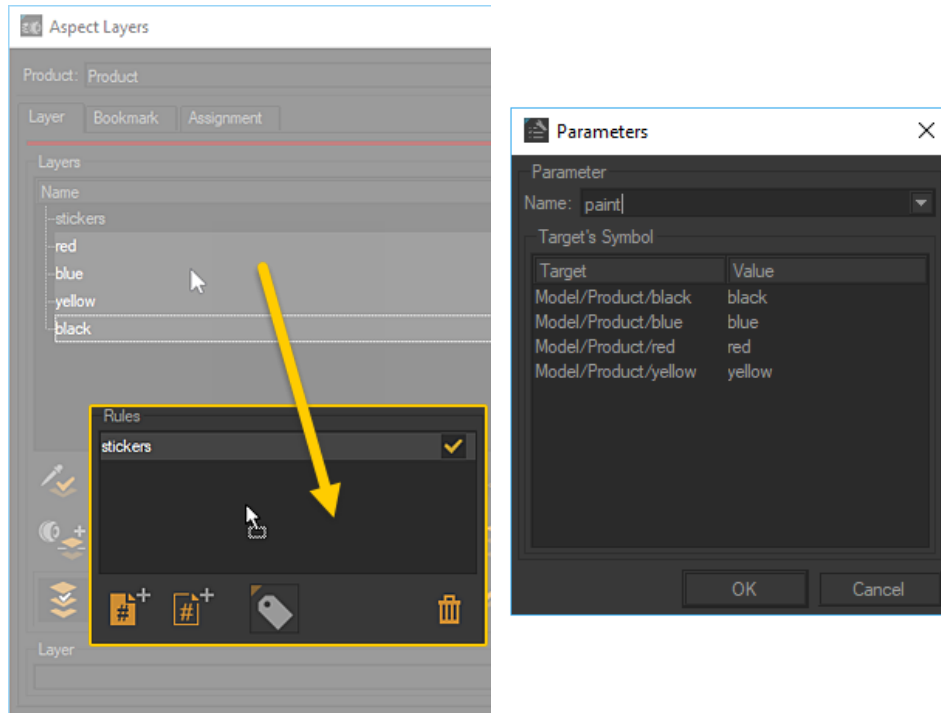 Aspect Layers
Product: Product
Layer Bookmark Assignment
Layers
Name
stickers
red
blue
yellow
black
Rules
stickers
Layer
Parameters
Parameter
Name: paint
Target's Symbol
Target Value
Model/Product/black black
Model/Product/blue blue
Model/Product/red red
Model/Product/yellow yellow
OK Cancel